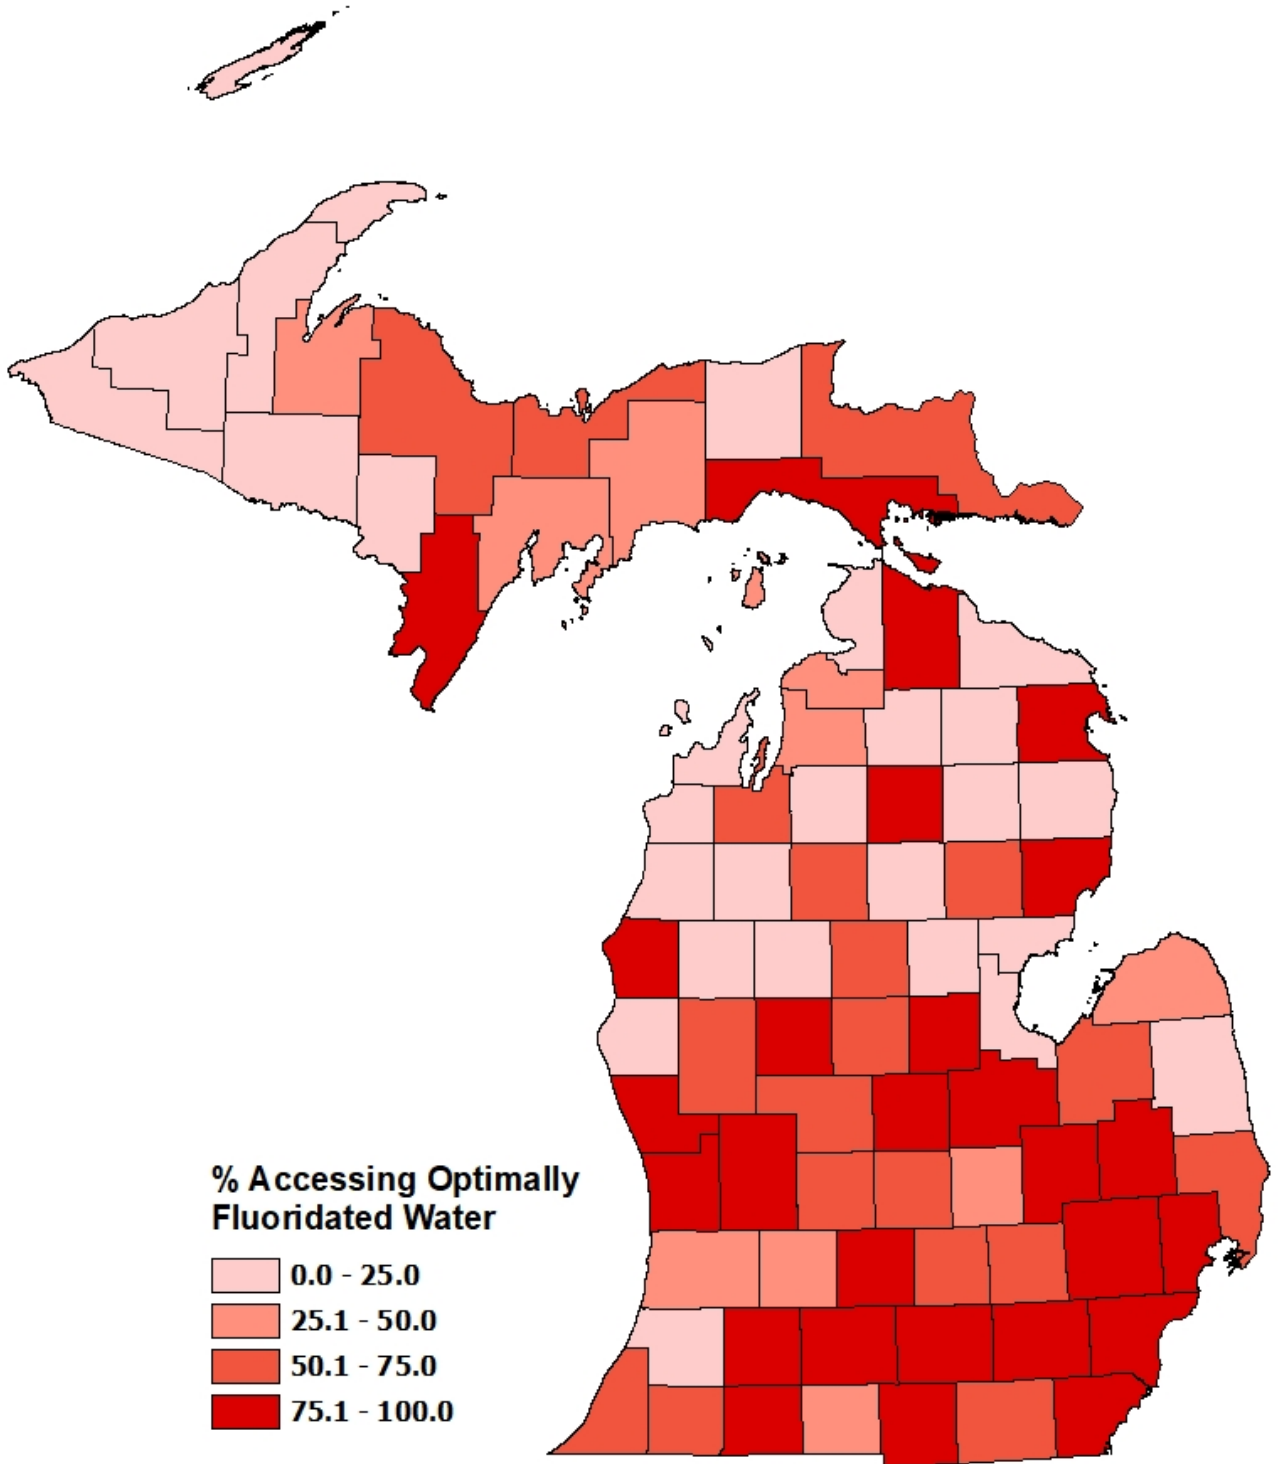 % Accessing Optimally
Fluoridated Water
0.0 - 25.0
25.1 - 50.0
50.1 - 75.0
75.1 - 100.0